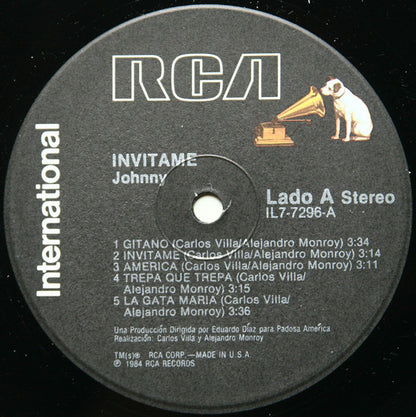 RCA
International
INVITAME
Johnny
Lado A Stereo
IL7-7296-A
1 GITANO (Carlos Villa/Alejandro Monroy) 3:34
2 INVITAME (Carlos Villa/Alejandro Monroy) 3:14
3 AMERICA (Carlos Villa/Alejandro Monroy) 3:11
4 TREPA QUE TREPA (Carlos Villa/
Alejandro Monroy) 3:15
5 LA GATA MARIA (Carlos Villa/
Alejandro Monroy) 3:36
Una Producción Dirigida por Eduardo Díaz para Padosa America
Realización: Carlos Villa y Alejandro Monroy
TM(s)® RCA CORP.—MADE IN U.S.A.
℗ 1984 RCA RECORDS